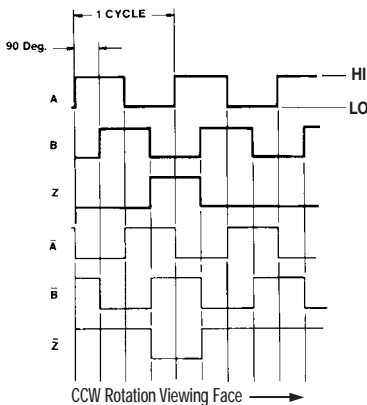 1 CYCLE
90 Deg.
HI
A
LO
B
Z
A̅
B̅
Z̅
CCW Rotation Viewing Face